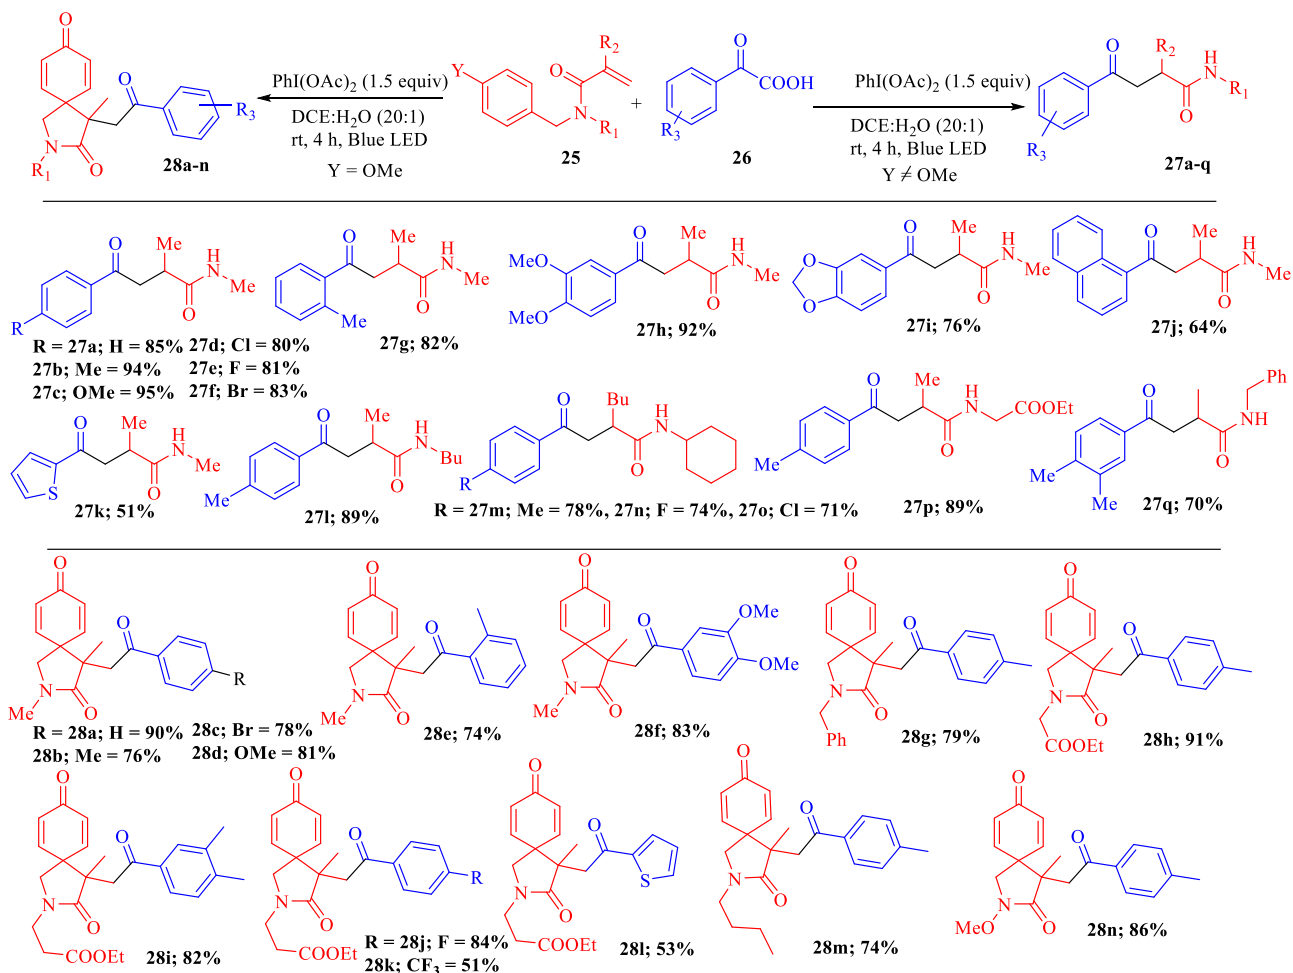 PhI(OAc)2 (1.5 equiv)
DCE:H2O (20:1)
rt, 4 h, Blue LED
Y = OMe
O
O
R3
N
R1
O
28a-n
Y
O
R2
N
R1
25
+
O
COOH
R3
26
PhI(OAc)2 (1.5 equiv)
DCE:H2O (20:1)
rt, 4 h, Blue LED
Y ≠ OMe
O
R2
H
N
R1
O
R3
27a-q
O
Me
H
N
Me
O
R
R = 27a; H = 85% 27d; Cl = 80%
27b; Me = 94% 27e; F = 81%
27c; OMe = 95% 27f; Br = 83%
O
CH3
H
N
Me
O
Me
27g; 82%
O
Me
H
N
Me
O
MeO
MeO
27h; 92%
O
Me
H
N
Me
O
O
O
27i; 76%
O
Me
H
N
Me
O
27j; 64%
O
Me
H
N
Me
O
S
27k; 51%
O
Me
H
N
Bu
O
Me
27l; 89%
O
Bu
H
N
O
R
R = 27m; Me = 78%, 27n; F = 74%, 27o; Cl = 71%
O
Me
H
N
COOEt
O
Me
27p; 89%
O
Ph
NH
O
Me
Me
27q; 70%
O
O
R
N
Me
O
R = 28a; H = 90% 28c; Br = 78%
28b; Me = 76% 28d; OMe = 81%
O
O
N
Me
O
28e; 74%
O
O
OMe
OMe
N
Me
O
28f; 83%
O
O
N
O
Ph
28g; 79%
O
O
N
O
COOEt
28h; 91%
O
O
N
O
COOEt
28i; 82%
O
O
R
N
O
COOEt
R = 28j; F = 84%
28k; CF3 = 51%
O
O
S
N
O
COOEt
28l; 53%
O
O
N
O
28m; 74%
O
O
N
O
OMe
28n; 86%